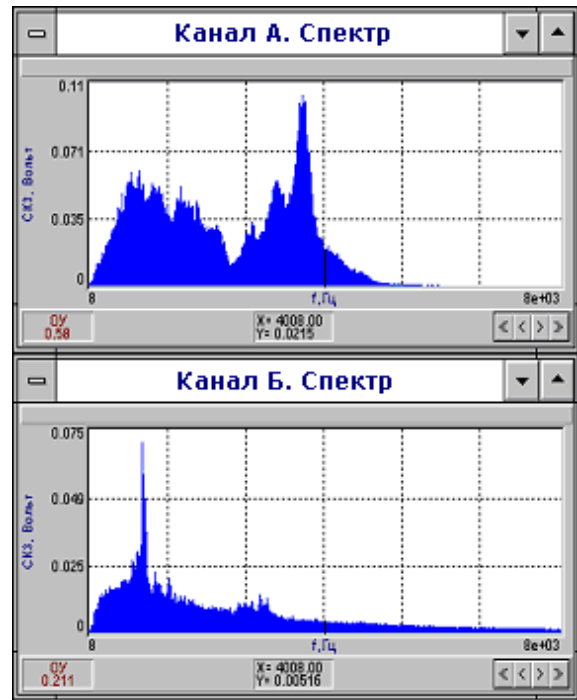 Канал А. Спектр
0.11
0.071
0.035
0
СКЗ, Вольт
8
f,Гц
8e+03
ОУ
0.58
X= 4008.00
Y= 0.0215
Канал Б. Спектр
0.075
0.049
0.025
0
СКЗ, Вольт
8
f,Гц
8e+03
ОУ
0.211
X= 4008.00
Y= 0.00516